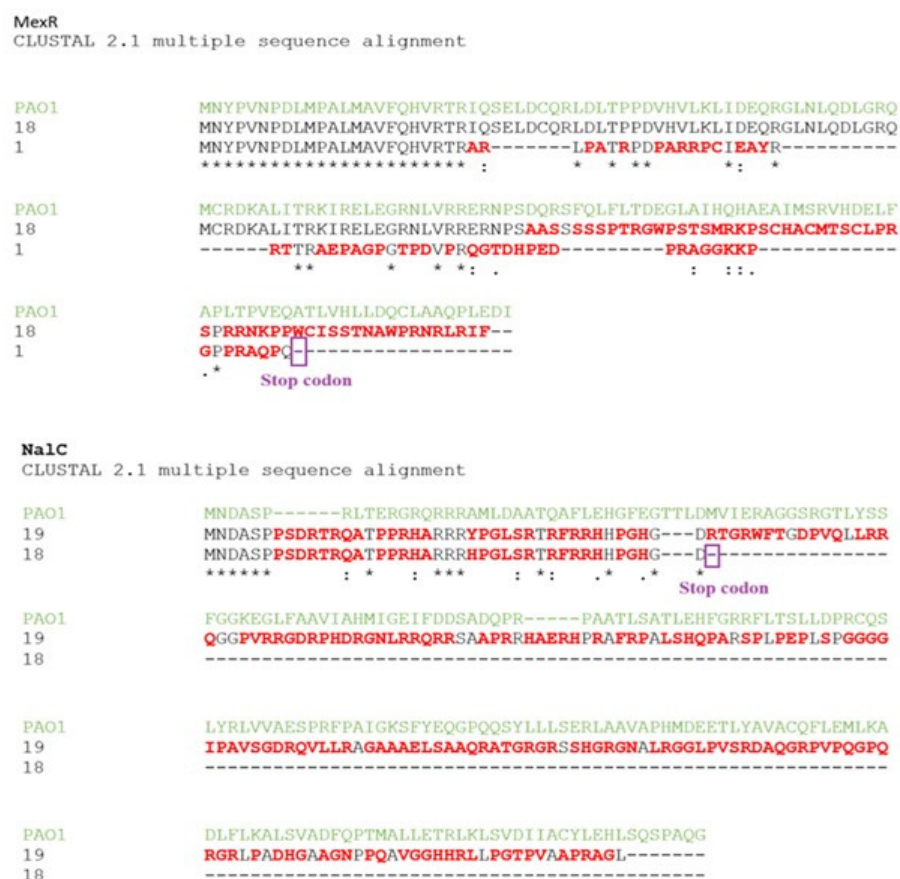 MexR
CLUSTAL 2.1 multiple sequence alignment
PAO1 MNYPVNPDLMPALMAVFQHVRTRIQSELDCQRLDLTPPDVHVLKLIDEQRGLNLQDLGRQ
18 MNYPVNPDLMPALMAVFQHVRTRIQSELDCQRLDLTPPDVHVLKLIDEQRGLNLQDLGRQ
1 MNYPVNPDLMPALMAVFQHVRTRAR-------LPATRPDPARRPCIEAYR----------
*********************** : * * ** *: *
PAO1 MCRDKALITRKIRELEGRNLVRRERNPSDQRSFQLFLTDEGLAIHQHAEAIMSRVHDELF
18 MCRDKALITRKIRELEGRNLVRRERNPSAASSSSSPTRGWPSTSMRKPSCHACMTSCLPR
1 ------RTTRAEPAGPGTPDVPRQGTDHPED---------PRAGGKKP------------
** * * *: . : ::.
PAO1 APLTPVEQATLVHLLDQCLAAQPLEDI
18 SPRRNKPPWCISSTNAWPRNRLRIF--
1 GPPRAQPQ-------------------
.*
Stop codon
NalC
CLUSTAL 2.1 multiple sequence alignment
PAO1 MNDASP------RLTERGRQRRRAMLDAATQAFLEHGFEGTTLDMVIERAGGSRGTLYSS
19 MNDASPPSDRTRQATPPRHARRRYPGLSRTRFRRHHPGHG---DRTGRWFTGDPVQLLRR
18 MNDASPPSDRTRQATPPRHARRRHPGLSRTRFRRHHPGHG---D----------------
****** : * : *** : *: .* .* *
Stop codon
PAO1 FGGKEGLFAAVIAHMIGEIFDDSADQPR-----PAATLSATLEHFGRRFLTSLLDPRCQS
19 QGGPVRRGDRPHDRGNLRRQRRSAAPRRHAERHPRAFRPALSHQPARSPLPEPLSPGGGG
18 ------------------------------------------------------------
PAO1 LYRLVVAESPRFPAIGKSFYEQGPQQSYLLLSERLAAVAPHMDEETLYAVACQFLEMLKA
19 IPAVSGDRQVLLRAGAAAELSAAQRATGRGRSSHGRGNALRGGLPVSRDAQGRPVPQGPQ
18 ------------------------------------------------------------
PAO1 DLFLKALSVADFQPTMALLETRLKLSVDIIACYLEHLSQSPAQG
19 RGRLPADHGAAGNPPQAVGGHHRLLPGTPVAAPRAGL-------
18 --------------------------------------------